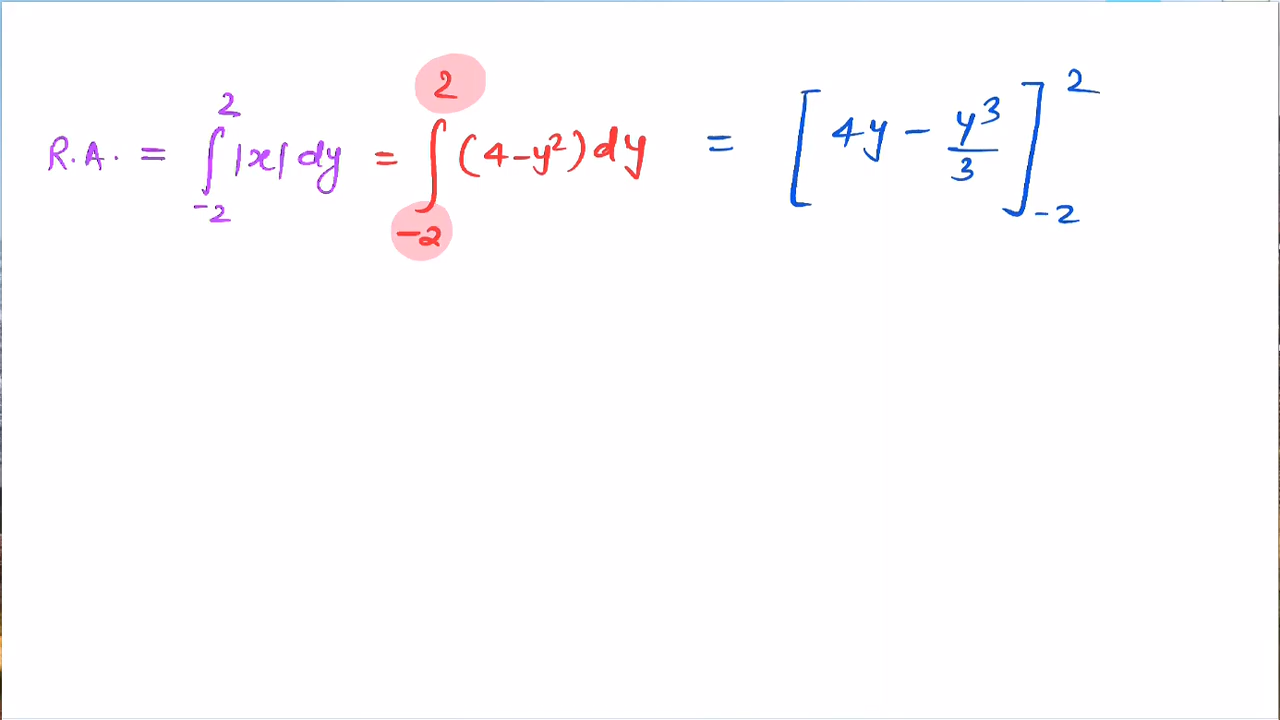 R.A. = ∫_{-2}^{2} |x| dy = ∫_{-2}^{2} (4-y²) dy = [4y - y³/3]_{-2}^{2}